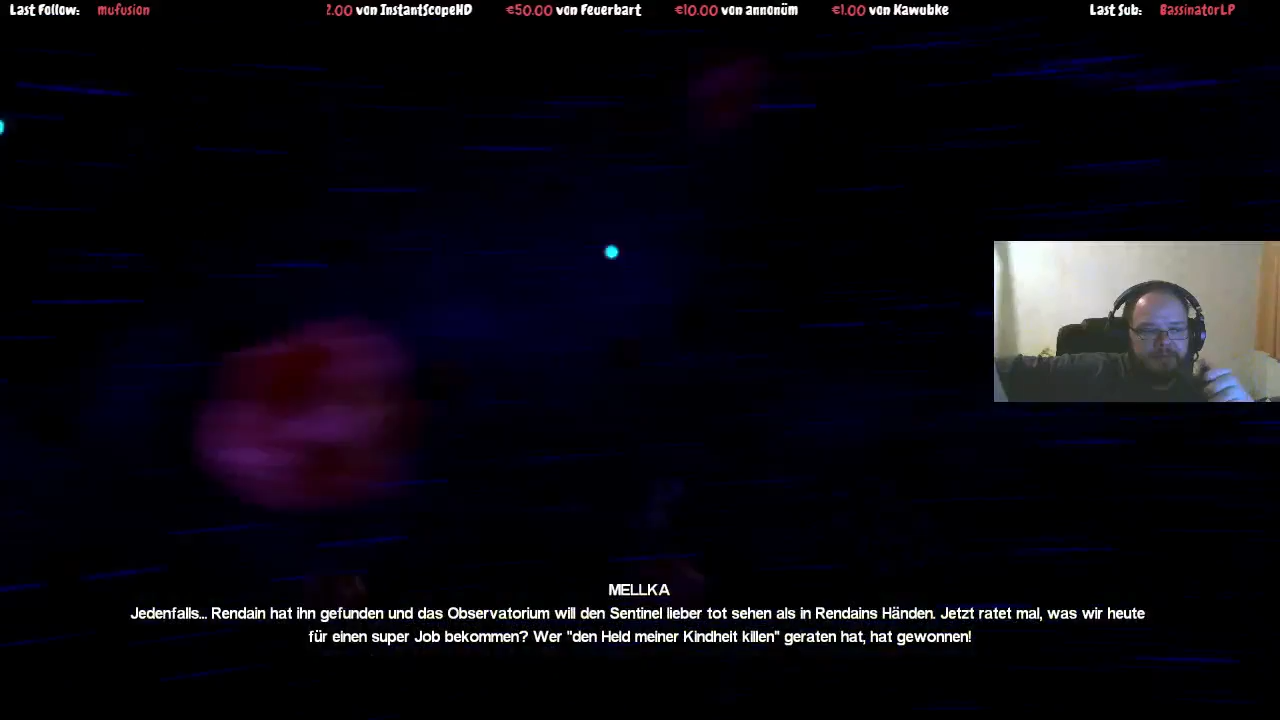 Last Follow: mufusion 2.00 von InstantScopeHD €50.00 von Feuerbart €10.00 von annonüm €1.00 von Kawubke Last Sub: BassinatorLP
MELLKA
Jedenfalls... Rendain hat ihn gefunden und das Observatorium will den Sentinel lieber tot sehen als in Rendains Händen. Jetzt ratet mal, was wir heute
für einen super Job bekommen? Wer "den Held meiner Kindheit killen" geraten hat, hat gewonnen!